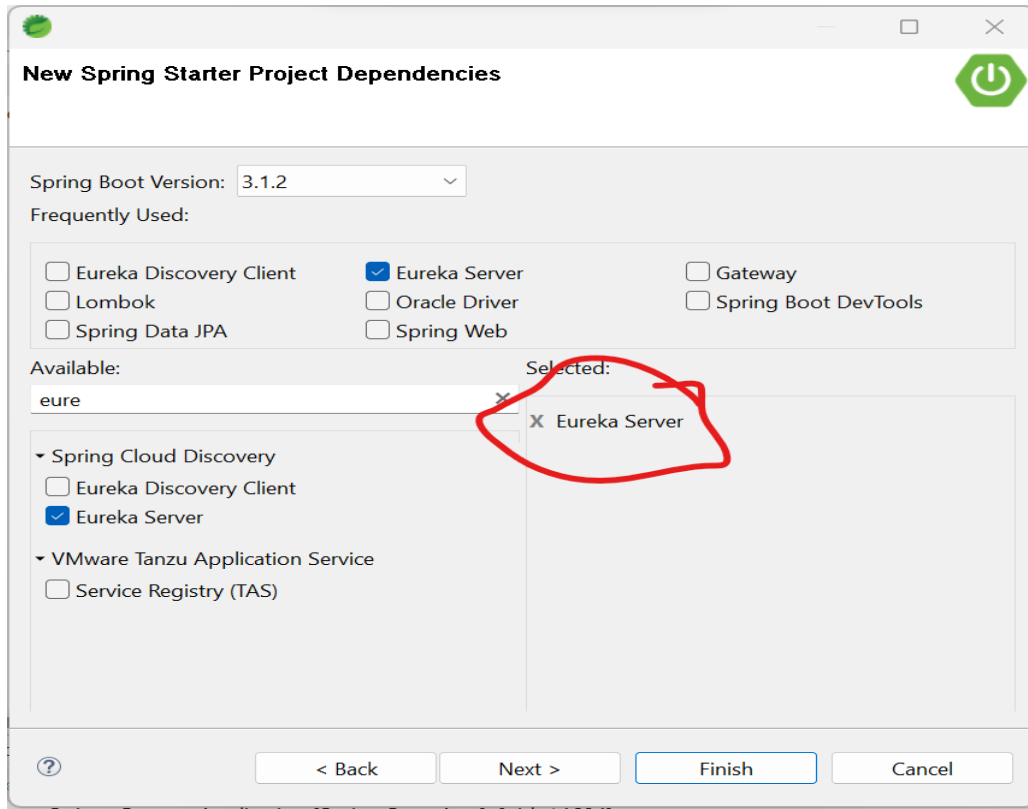 New Spring Starter Project Dependencies
Spring Boot Version: 3.1.2
Frequently Used:
Eureka Discovery Client Eureka Server Gateway
Lombok Oracle Driver Spring Boot DevTools
Spring Data JPA Spring Web
Available: Selected:
eure
X Eureka Server
Spring Cloud Discovery
Eureka Discovery Client
Eureka Server
VMware Tanzu Application Service
Service Registry (TAS)
< Back Next > Finish Cancel